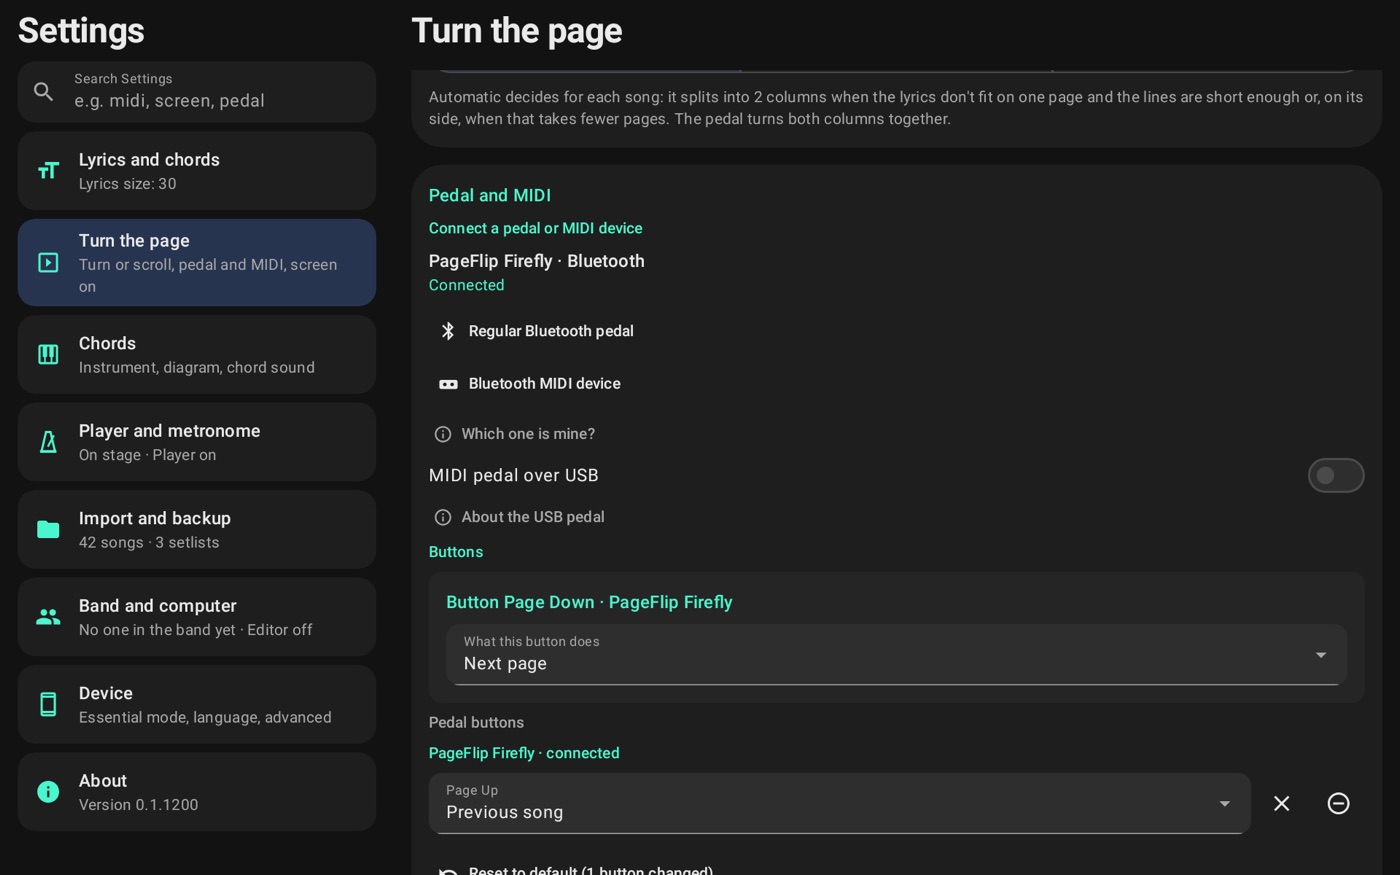 Settings
Search Settings
e.g. midi, screen, pedal
Lyrics and chords
Lyrics size: 30
Turn the page
Turn or scroll, pedal and MIDI, screen
on
Chords
Instrument, diagram, chord sound
Player and metronome
On stage · Player on
Import and backup
42 songs · 3 setlists
Band and computer
No one in the band yet · Editor off
Device
Essential mode, language, advanced
About
Version 0.1.1200
Turn the page
Automatic decides for each song: it splits into 2 columns when the lyrics don't fit on one page and the lines are short enough or, on its
side, when that takes fewer pages. The pedal turns both columns together.
Pedal and MIDI
Connect a pedal or MIDI device
PageFlip Firefly · Bluetooth
Connected
Regular Bluetooth pedal
Bluetooth MIDI device
Which one is mine?
MIDI pedal over USB
About the USB pedal
Buttons
Button Page Down · PageFlip Firefly
What this button does
Next page
Pedal buttons
PageFlip Firefly · connected
Page Up
Previous song
Reset to default (1 button changed)